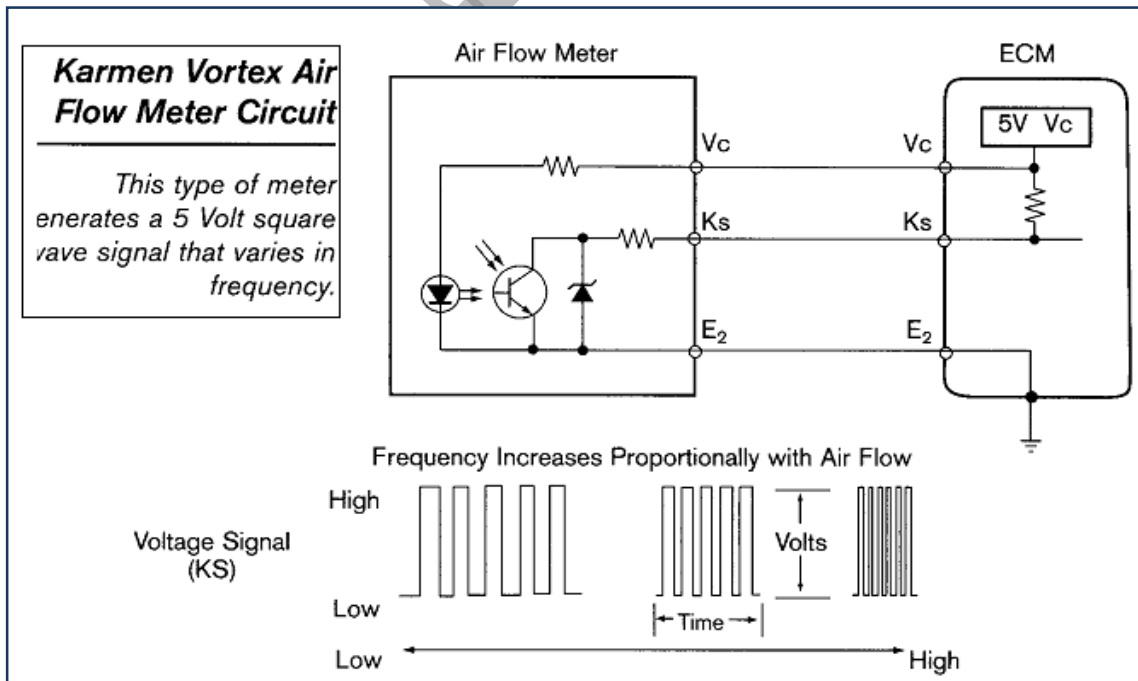 Karmen Vortex Air
Flow Meter Circuit
This type of meter
enerates a 5 Volt square
vave signal that varies in
frequency.
Air Flow Meter
ECM
5V Vc
Vc
Vc
Ks
Ks
E2
E2
Frequency Increases Proportionally with Air Flow
High
Voltage Signal
(KS)
Volts
Low
Time
Low
High